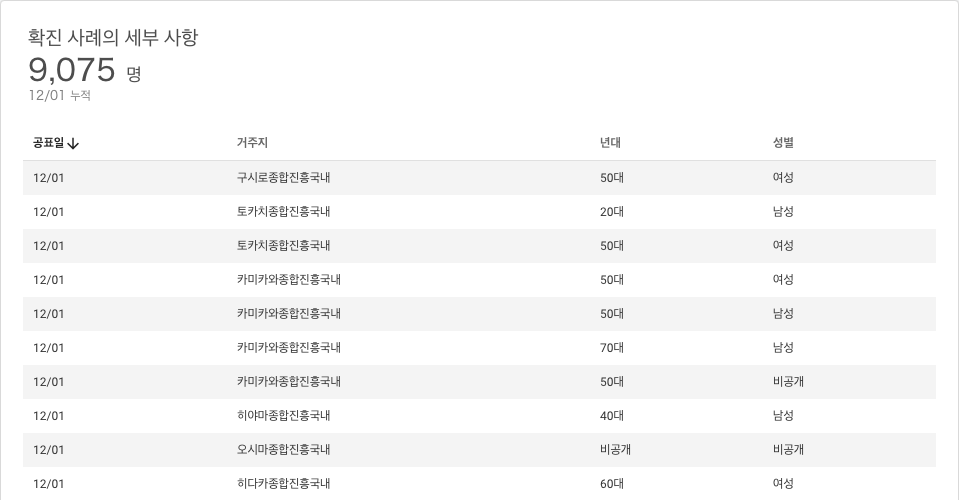 확진 사례의 세부 사항
9,075 명
12/01 누적
공표일 거주지 년대 성별
12/01 구시로종합진흥국내 50대 여성
12/01 토카치종합진흥국내 20대 남성
12/01 토카치종합진흥국내 50대 여성
12/01 카미카와종합진흥국내 50대 여성
12/01 카미카와종합진흥국내 50대 남성
12/01 카미카와종합진흥국내 70대 남성
12/01 카미카와종합진흥국내 50대 비공개
12/01 히야마종합진흥국내 40대 남성
12/01 오시마종합진흥국내 비공개 비공개
12/01 히다카종합진흥국내 60대 여성